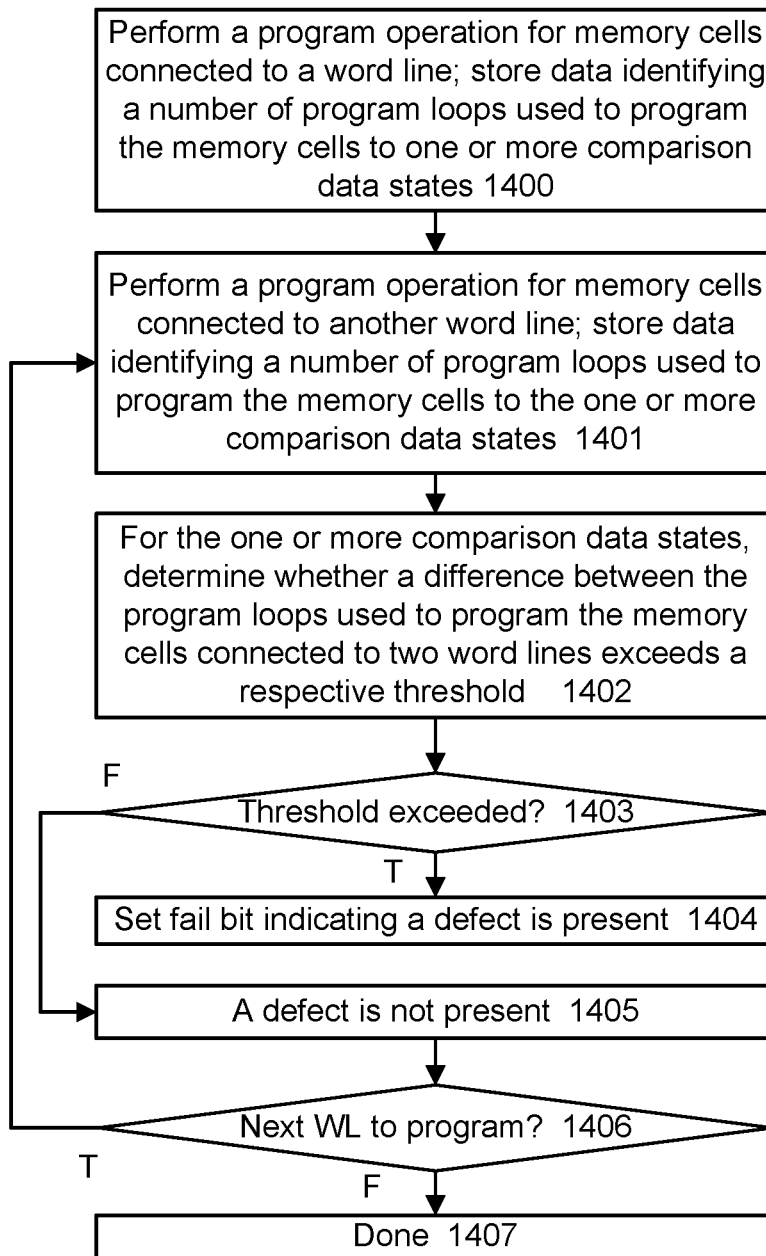 Perform a program operation for memory cells
connected to a word line; store data identifying
a number of program loops used to program
the memory cells to one or more comparison
data states 1400
Perform a program operation for memory cells
connected to another word line; store data
identifying a number of program loops used to
program the memory cells to the one or more
comparison data states 1401
For the one or more comparison data states,
determine whether a difference between the
program loops used to program the memory
cells connected to two word lines exceeds a
respective threshold 1402
F
Threshold exceeded? 1403
T
Set fail bit indicating a defect is present 1404
A defect is not present 1405
Next WL to program? 1406
T
F
Done 1407